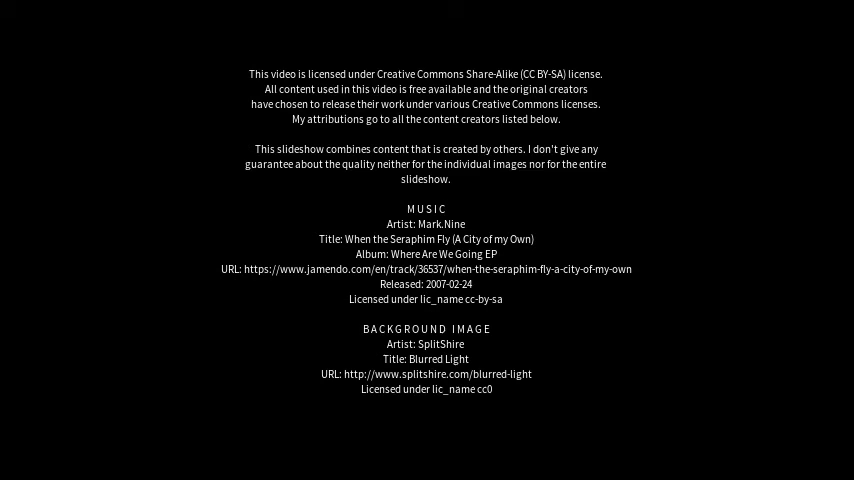 This video is licensed under Creative Commons Share-Alike (CC BY-SA) license.
All content used in this video is free available and the original creators
have chosen to release their work under various Creative Commons licenses.
My attributions go to all the content creators listed below.
This slideshow combines content that is created by others. I don't give any
guarantee about the quality neither for the individual images nor for the entire
slideshow.
M U S I C
Artist: Mark.Nine
Title: When the Seraphim Fly (A City of my Own)
Album: Where Are We Going EP
URL: https://www.jamendo.com/en/track/36537/when-the-seraphim-fly-a-city-of-my-own
Released: 2007-02-24
Licensed under lic_name cc-by-sa
B A C K G R O U N D   I M A G E
Artist: SplitShire
Title: Blurred Light
URL: http://www.splitshire.com/blurred-light
Licensed under lic_name cc0